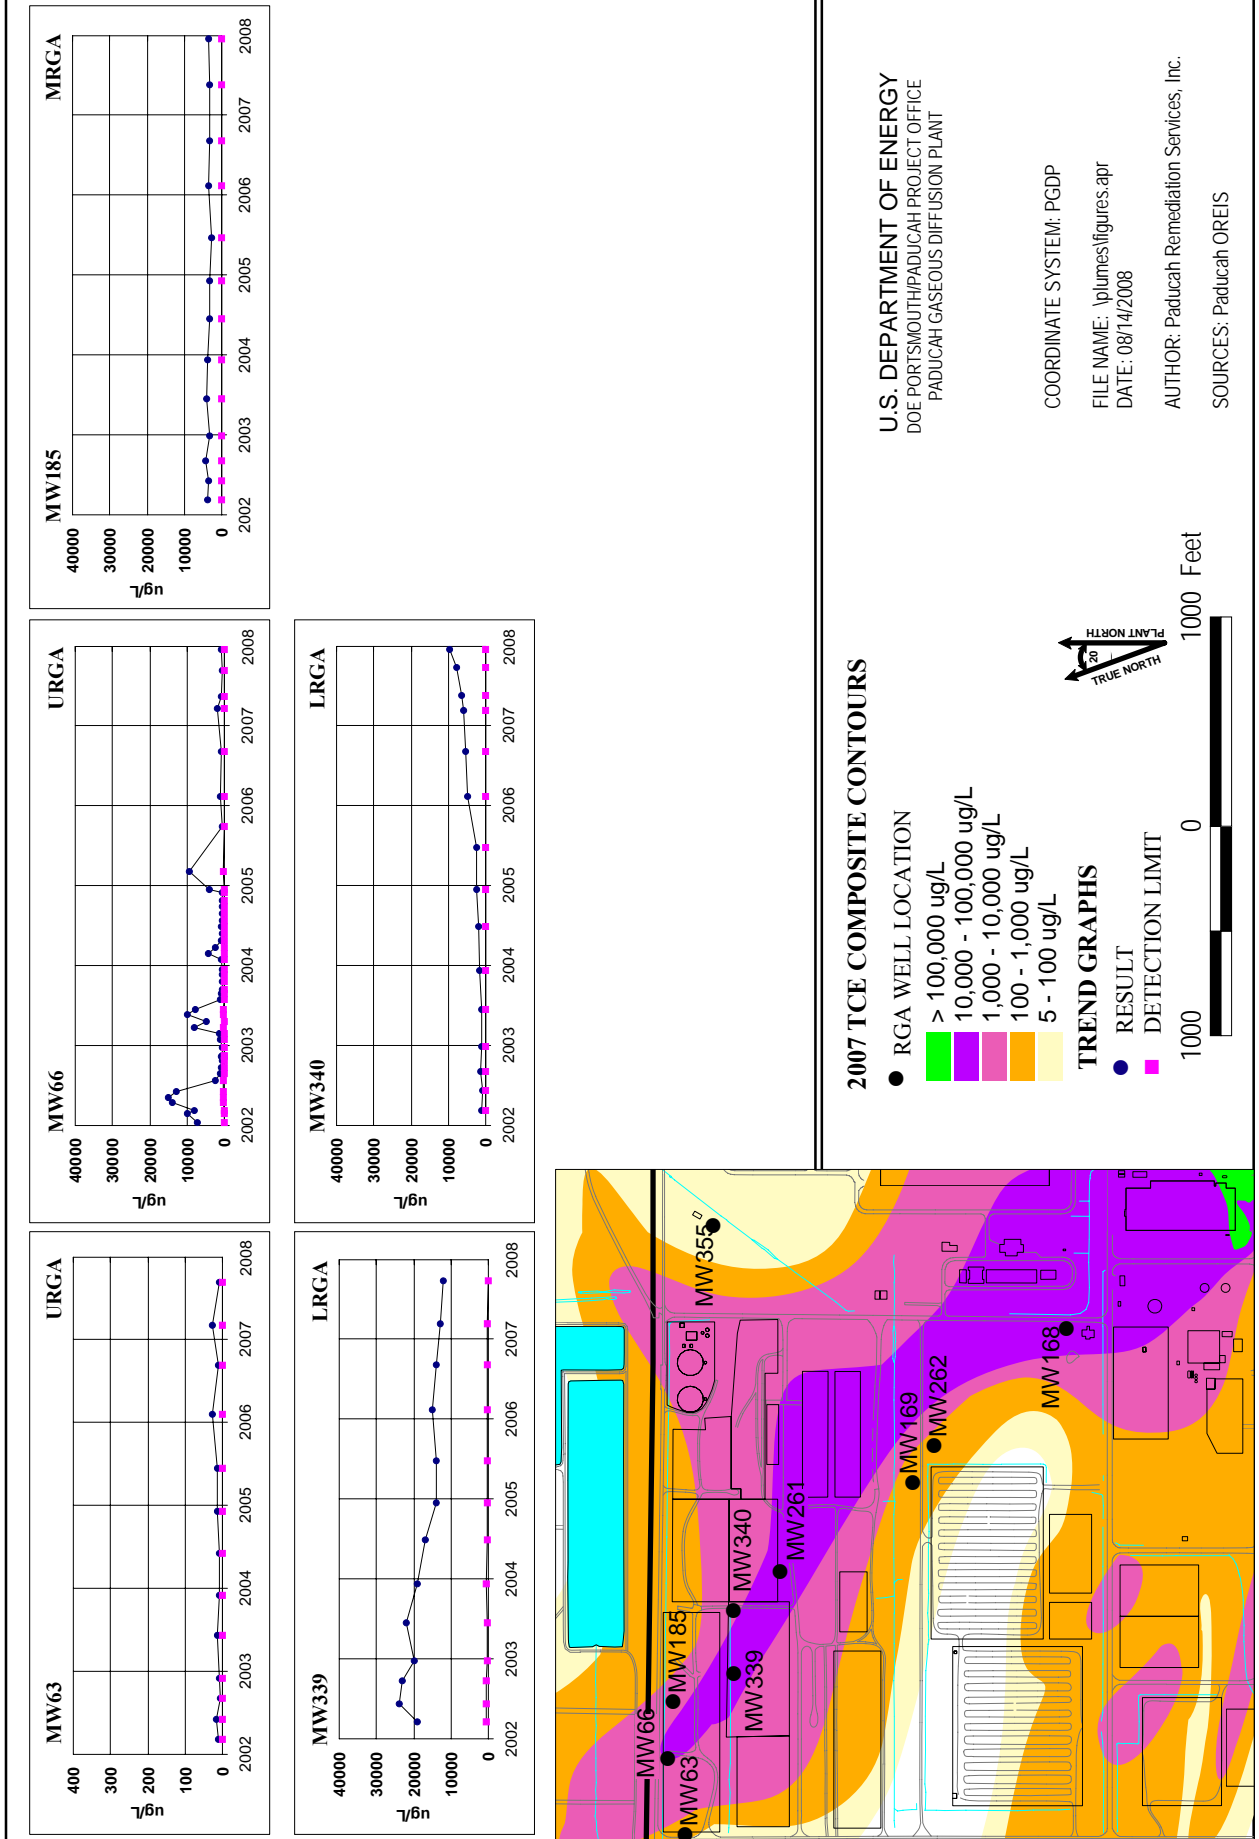 MW63 URGA
400
300
200
100
0
ug/L
2002 2003 2004 2005 2006 2007 2008
MW66 URGA
40000
30000
20000
10000
0
ug/L
2002 2003 2004 2005 2006 2007 2008
MW185 MRGA
40000
30000
20000
10000
0
ug/L
2002 2003 2004 2005 2006 2007 2008
MW339 LRGA
40000
30000
20000
10000
0
ug/L
2002 2003 2004 2005 2006 2007 2008
MW340 LRGA
40000
30000
20000
10000
0
ug/L
2002 2003 2004 2005 2006 2007 2008
MW66
MW63
MW185
MW339
MW340
MW261
MW355
MW169
MW262
MW168
2007 TCE COMPOSITE CONTOURS
RGA WELL LOCATION
> 100,000 ug/L
10,000 - 100,000 ug/L
1,000 - 10,000 ug/L
100 - 1,000 ug/L
5 - 100 ug/L
TREND GRAPHS
RESULT
DETECTION LIMIT
1000 0 1000 Feet
TRUE NORTH
20
PLANT NORTH
U.S. DEPARTMENT OF ENERGY
DOE PORTSMOUTH/PADUCAH PROJECT OFFICE
PADUCAH GASEOUS DIFFUSION PLANT
COORDINATE SYSTEM: PGDP
FILE NAME: \plumes\figures.apr
DATE: 08/14/2008
AUTHOR: Paducah Remediation Services, Inc.
SOURCES: Paducah OREIS